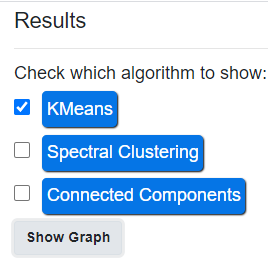 Results
Check which algorithm to show:
KMeans
Spectral Clustering
Connected Components
Show Graph